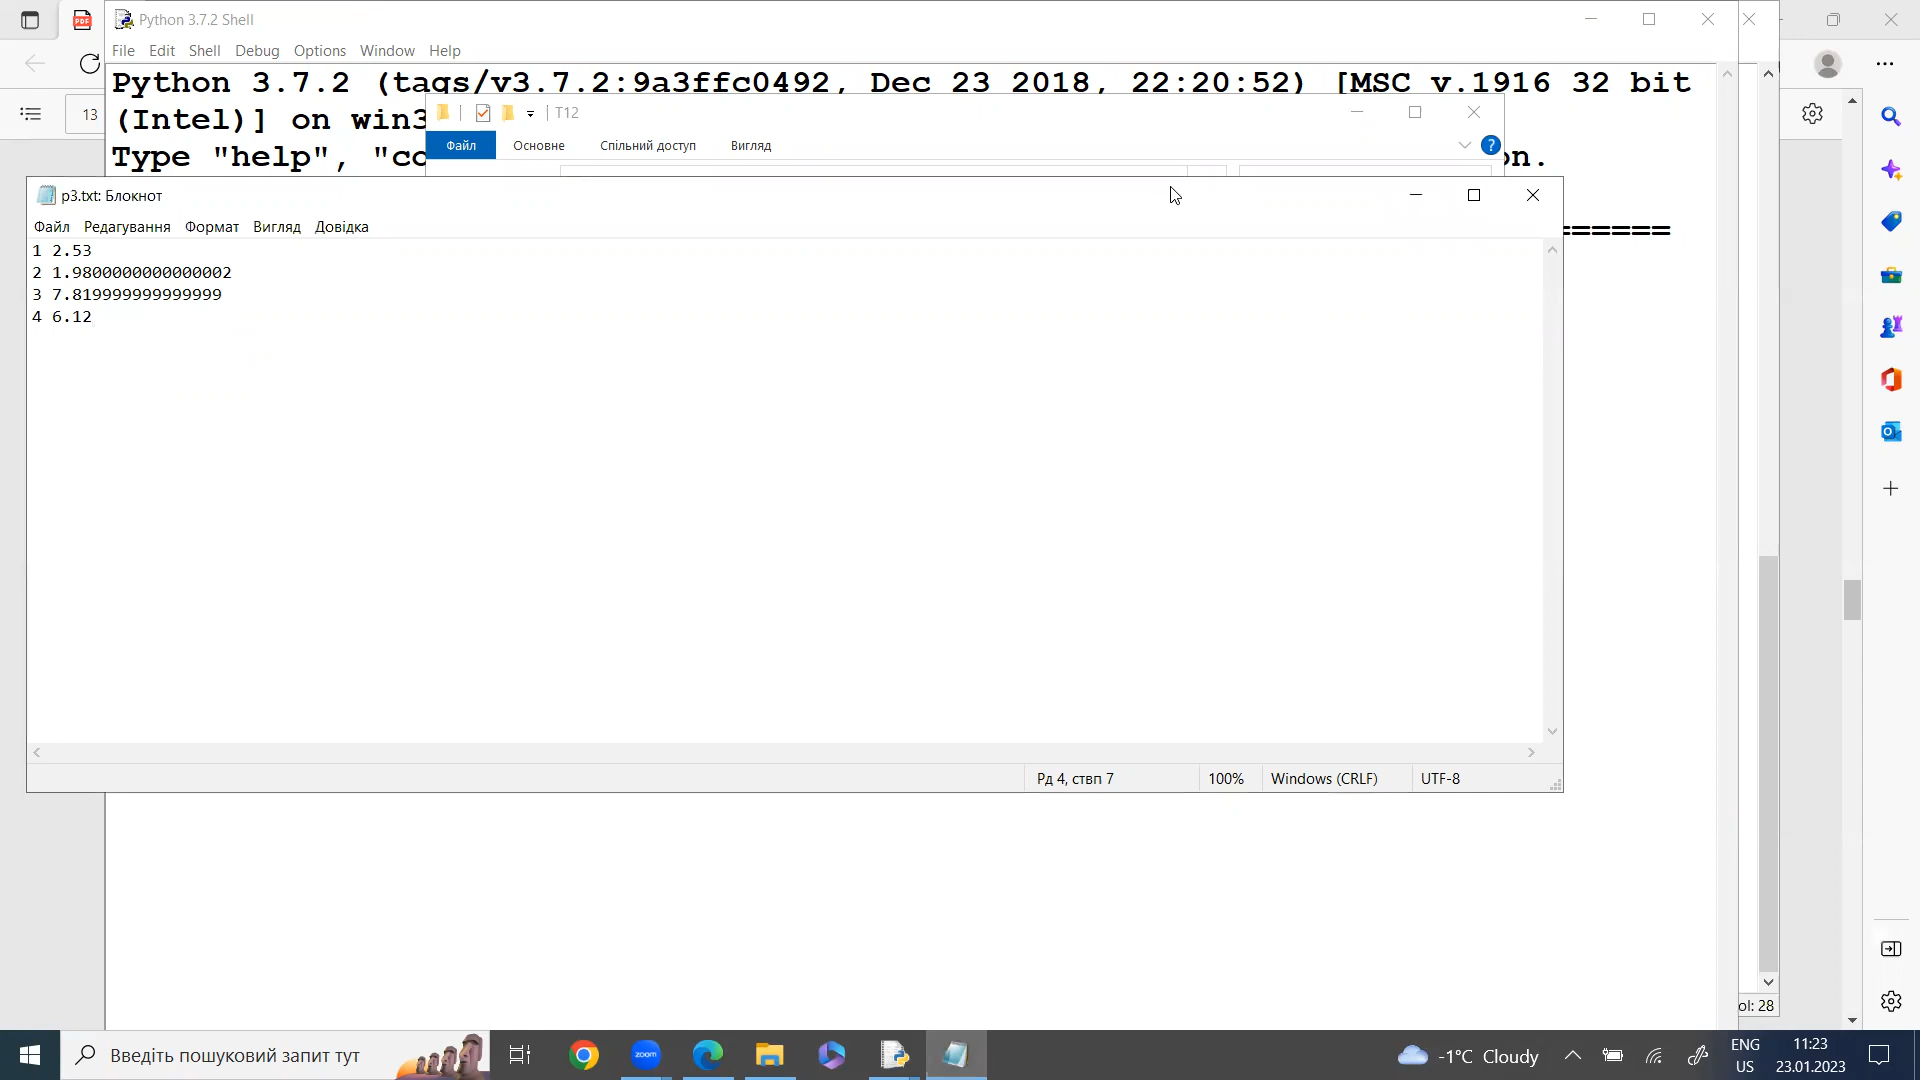 Python 3.7.2 Shell
File Edit Shell Debug Options Window Help
13
Python 3.7.2 (tags/v3.7.2:9a3ffc0492, Dec 23 2018, 22:20:52) [MSC v.1916 32 bit
(Intel)] on win3
T12
Type "help", "co
Файл Основне Спільний доступ Вигляд
n.
p3.txt: Блокнот
Файл Редагування Формат Вигляд Довідка
======
1 2.53
2 1.9800000000000002
3 7.819999999999999
4 6.12
Рд 4, ствп 7 100% Windows (CRLF) UTF-8
ol: 28
Введіть пошуковий запит тут
zoom
-1°C Cloudy
ENG
US
11:23
23.01.2023